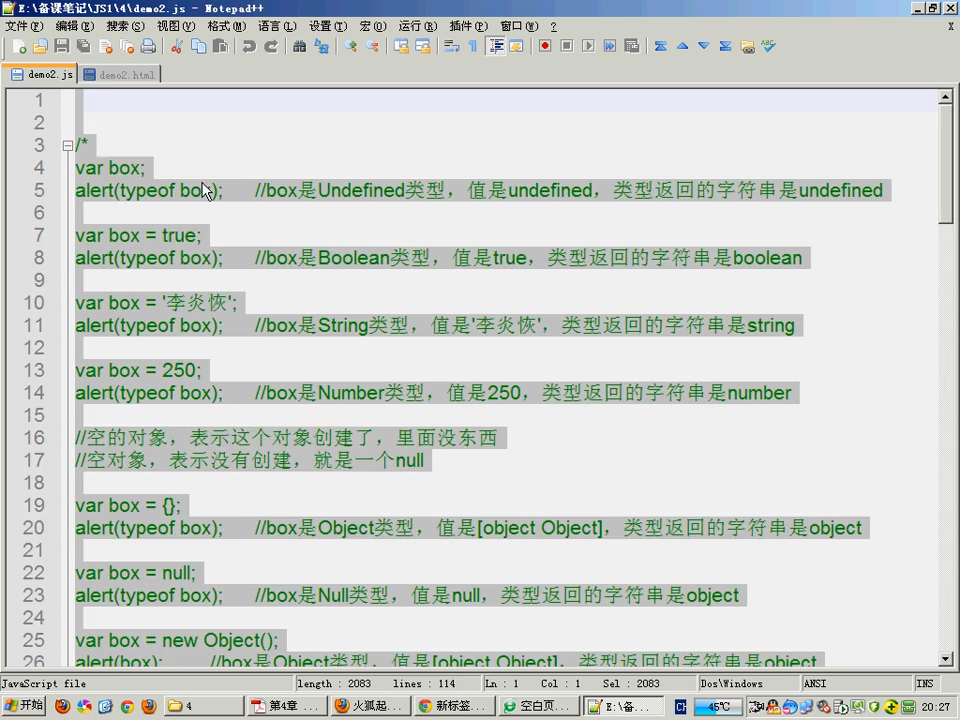 E:\备课笔记\JS1\4\demo2.js - Notepad++
文件(F) 编辑(E) 搜索(S) 视图(V) 格式(M) 语言(L) 设置(T) 宏(O) 运行(R) 插件(P) 窗口(W) ? X
demo2.js demo2.html
1
2
3 /*
4 var box;
5 alert(typeof box); //box是Undefined类型，值是undefined，类型返回的字符串是undefined
6
7 var box = true;
8 alert(typeof box); //box是Boolean类型，值是true，类型返回的字符串是boolean
9
10 var box = '李炎恢';
11 alert(typeof box); //box是String类型，值是'李炎恢'，类型返回的字符串是string
12
13 var box = 250;
14 alert(typeof box); //box是Number类型，值是250，类型返回的字符串是number
15
16 //空的对象，表示这个对象创建了，里面没东西
17 //空对象，表示没有创建，就是一个null
18
19 var box = {};
20 alert(typeof box); //box是Object类型，值是[object Object]，类型返回的字符串是object
21
22 var box = null;
23 alert(typeof box); //box是Null类型，值是null，类型返回的字符串是object
24
25 var box = new Object();
26 alert(box); //box是Object类型，值是[object Object]，类型返回的字符串是object
JavaScript file length : 2083 lines : 114 Ln : 1 Col : 1 Sel : 2083 Dos\Windows ANSI INS
开始 4 第4章 ... 火狐起... 新标签... 空白页... E:\备... CH 45℃ 20:27